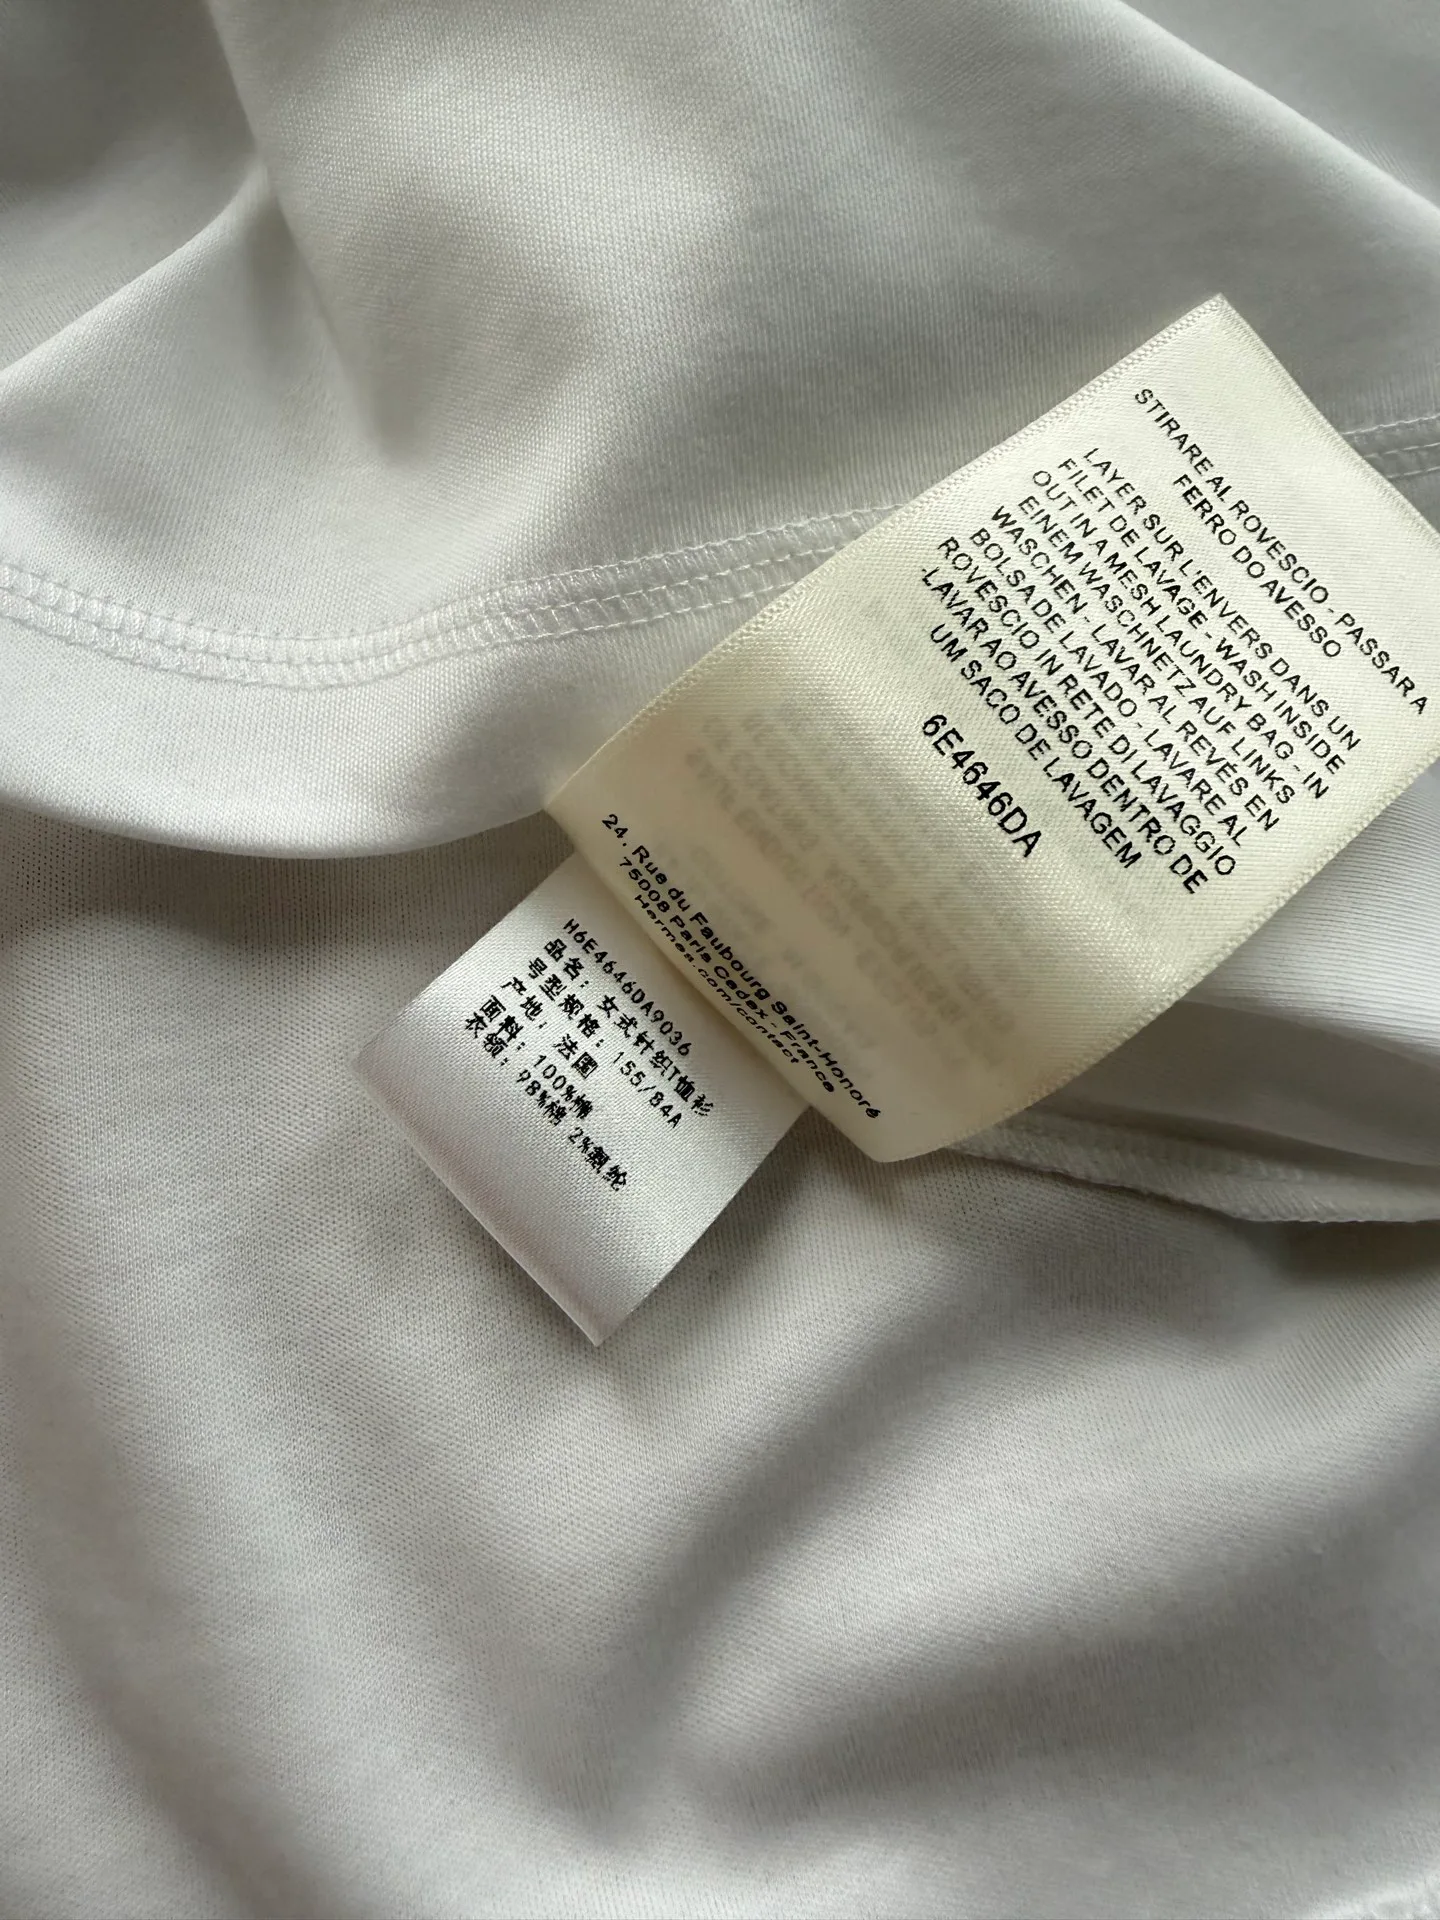 STIRARE AL ROVESCIO - PASSAR A
FERRO DO AVESSO
LAYER SUR L'ENVERS DANS UN
FILET DE LAVAGE - WASH INSIDE
OUT IN A MESH LAUNDRY BAG - IN
EINEM WASCHNETZ AUF LINKS
WASCHEN - LAVAR AL REVÉS EN
BOLSA DE LAVADO - LAVARE AL
ROVESCIO IN RETE DI LAVAGGIO
-LAVAR AO AVESSO DENTRO DE
UM SACO DE LAVAGEM
6E4646DA
24, Rue du Faubourg Saint-Honoré
75008 Paris Cedex - France
Hermes.com/contact
H6E4646DA9036
品名: 女式针织T恤衫
号型规格: 155/84A
产地: 法国
面料: 100%棉
衣领: 98%棉 2%氨纶